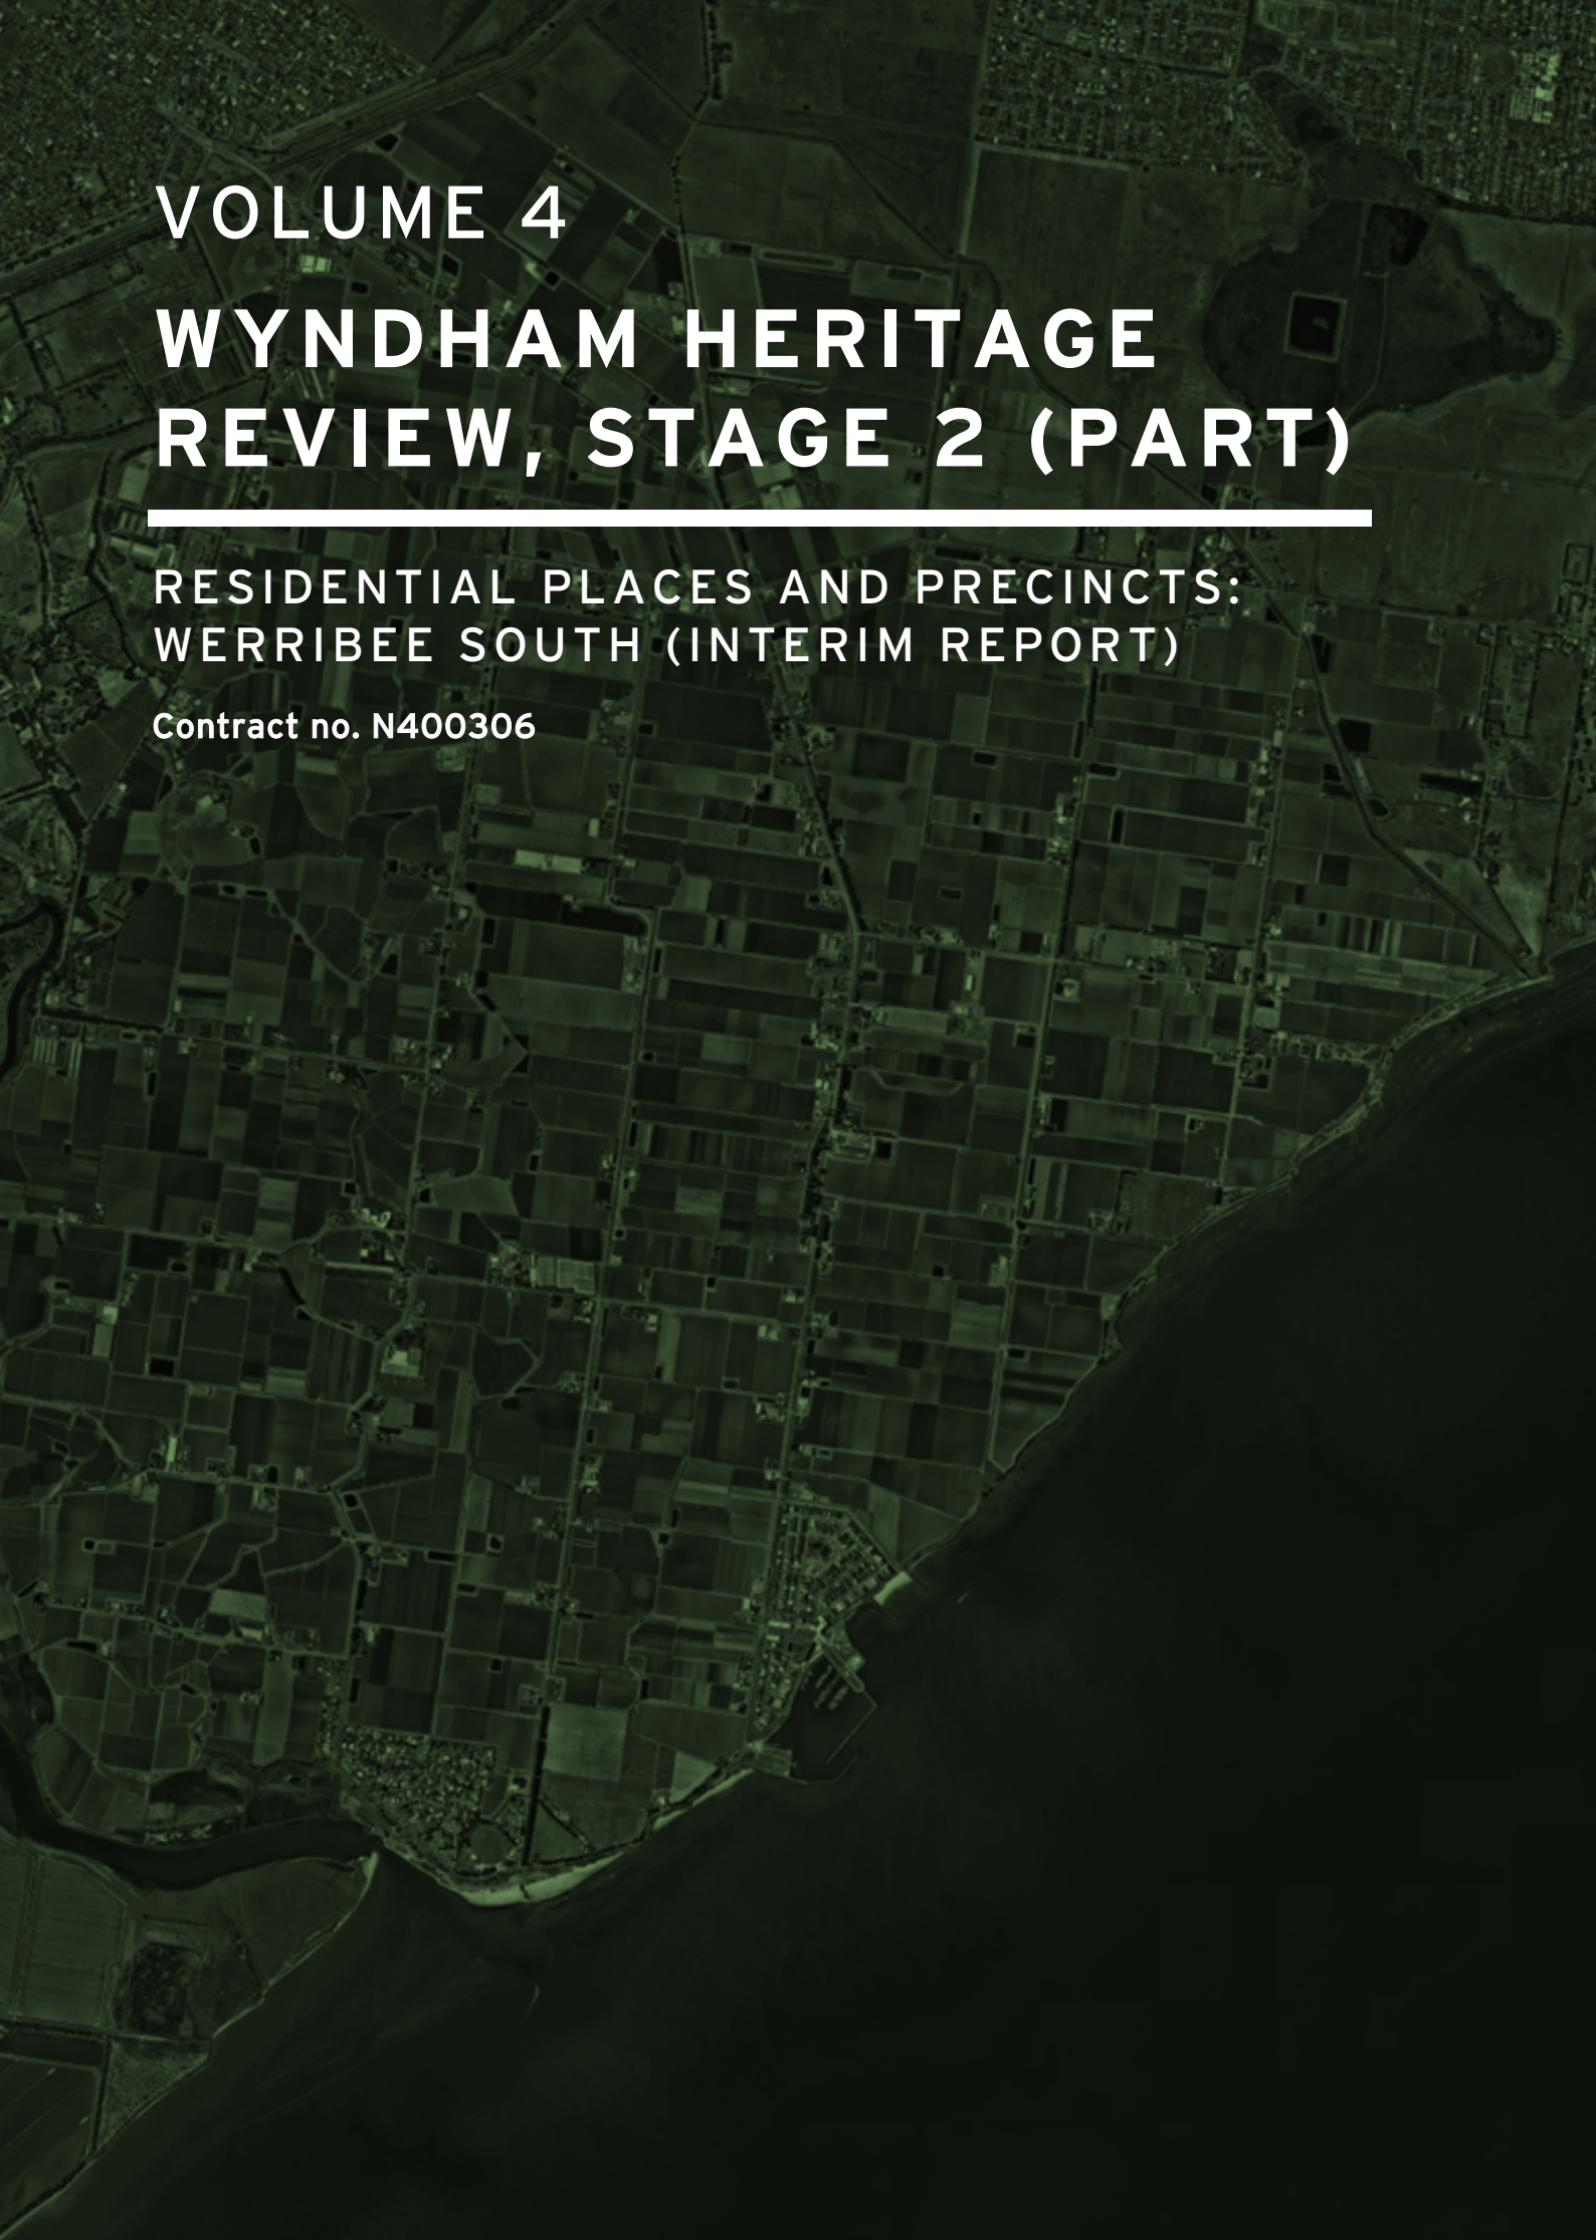 VOLUME 4
WYNDHAM HERITAGE
REVIEW, STAGE 2 (PART)
RESIDENTIAL PLACES AND PRECINCTS:
WERRIBEE SOUTH (INTERIM REPORT)
Contract no. N400306